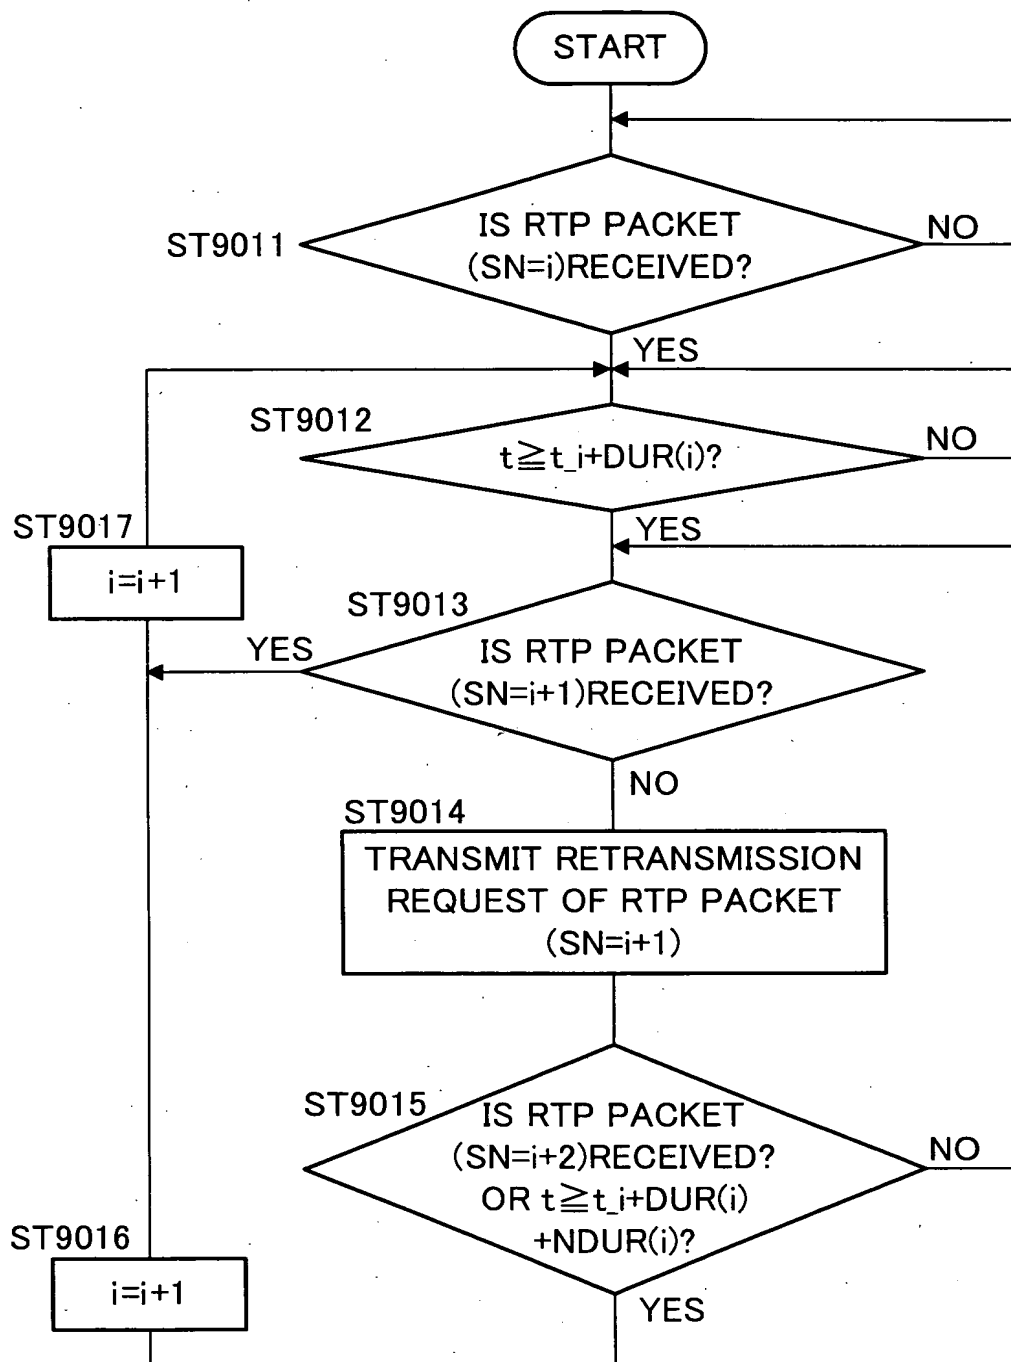 START
IS RTP PACKET
(SN=i)RECEIVED?
ST9011
NO
YES
ST9012
t≧t_i+DUR(i)?
NO
YES
ST9017
i=i+1
ST9013
IS RTP PACKET
(SN=i+1)RECEIVED?
YES
NO
ST9014
TRANSMIT RETRANSMISSION
REQUEST OF RTP PACKET
(SN=i+1)
ST9015
IS RTP PACKET
(SN=i+2)RECEIVED?
OR t≧t_i+DUR(i)
+NDUR(i)?
NO
YES
ST9016
i=i+1